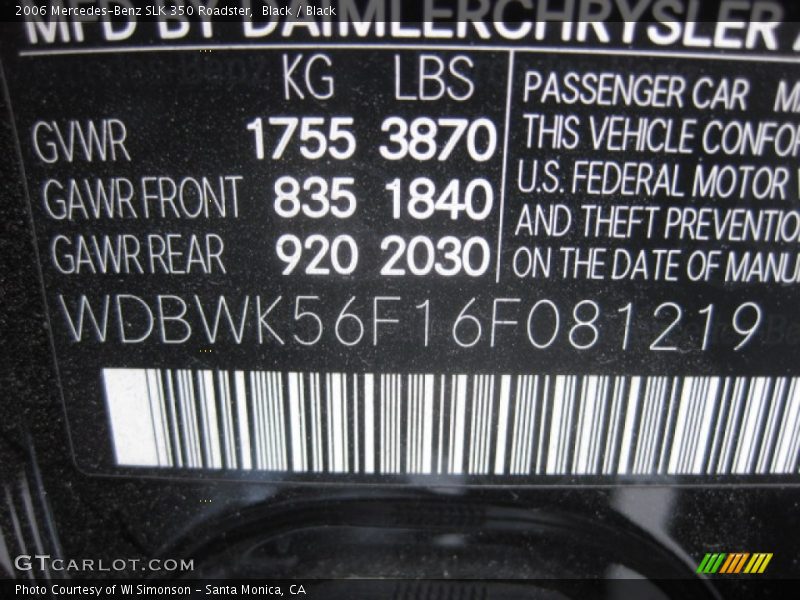 2006 Mercedes-Benz SLK 350 Roadster, Black / Black
MFD BY DAIMLERCHRYSLER
KG LBS
GVWR 1755 3870
GAWR FRONT 835 1840
GAWR REAR 920 2030
PASSENGER CAR
THIS VEHICLE CONFOR
U.S. FEDERAL MOTOR
AND THEFT PREVENTIO
ON THE DATE OF MANU
WDBWK56F16F081219
GTCARLOT.COM
Photo Courtesy of WI Simonson - Santa Monica, CA